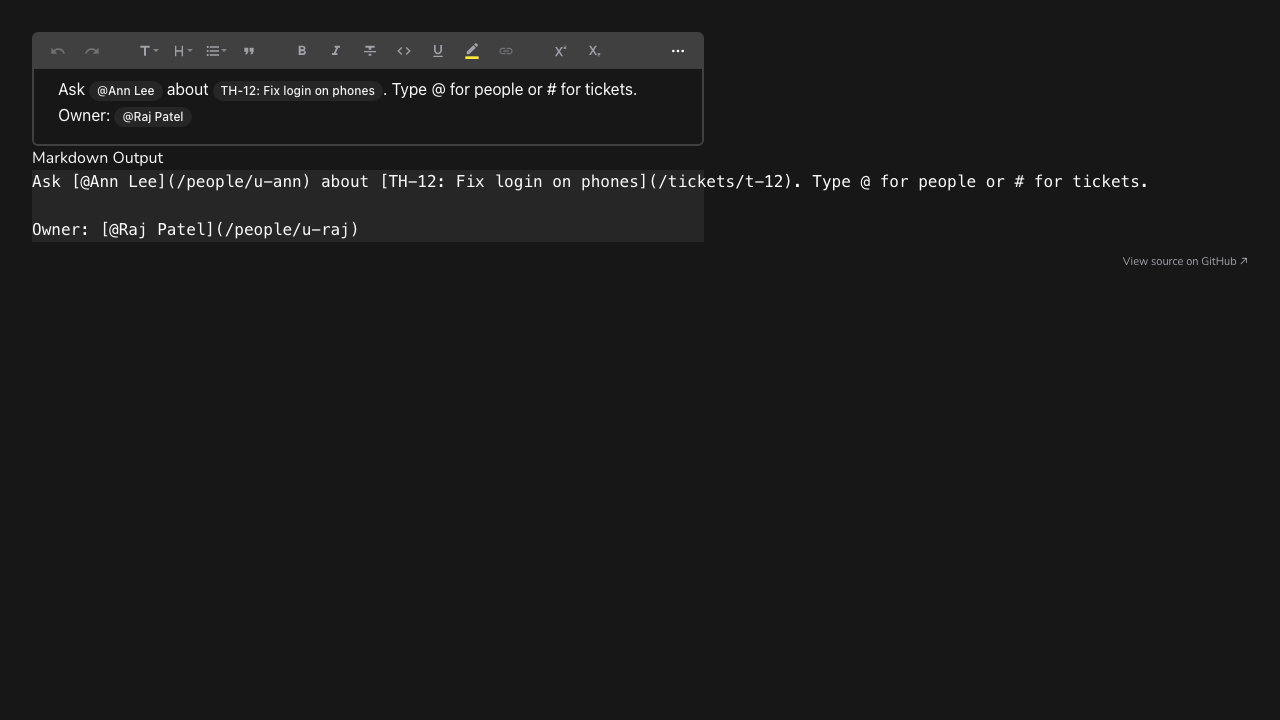 Ask @Ann Lee about TH-12: Fix login on phones. Type @ for people or # for tickets.
Owner: @Raj Patel
Markdown Output
Ask [@Ann Lee](/people/u-ann) about [TH-12: Fix login on phones](/tickets/t-12). Type @ for people or # for tickets.
Owner: [@Raj Patel](/people/u-raj)
View source on GitHub ↗